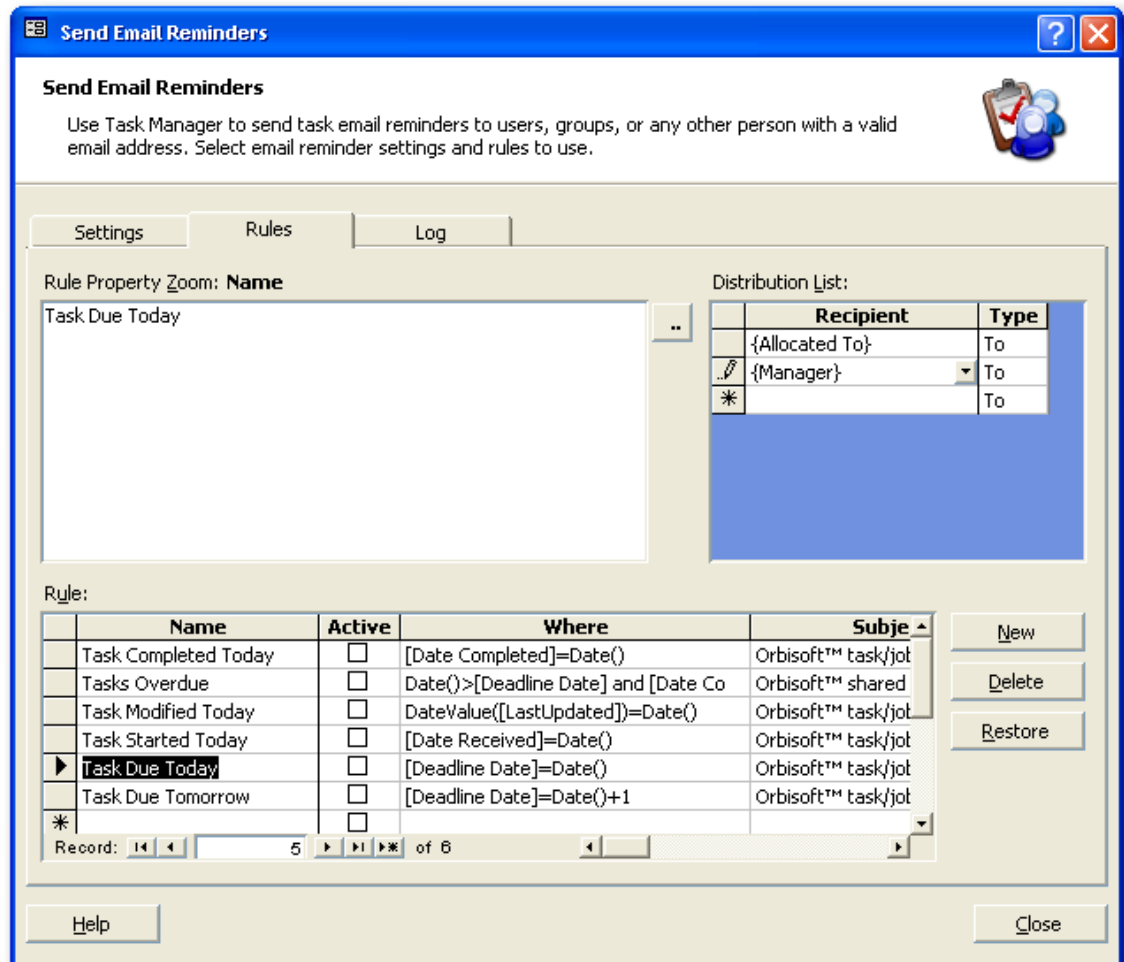 Send Email Reminders
Send Email Reminders
Use Task Manager to send task email reminders to users, groups, or any other person with a valid
email address. Select email reminder settings and rules to use.
Settings Rules Log
Rule Property Zoom: Name
Task Due Today
..
Distribution List:
Recipient Type
{Allocated To} To
{Manager} To
To
Rule:
Name Active Where Subje
Task Completed Today [Date Completed]=Date() Orbisoft™ task/job
Tasks Overdue Date()>[Deadline Date] and [Date Co Orbisoft™ shared
Task Modified Today DateValue([LastUpdated])=Date() Orbisoft™ task/job
Task Started Today [Date Received]=Date() Orbisoft™ task/job
Task Due Today [Deadline Date]=Date() Orbisoft™ task/job
Task Due Tomorrow [Deadline Date]=Date()+1 Orbisoft™ task/job
Record: 5 of 6
New
Delete
Restore
Help Close